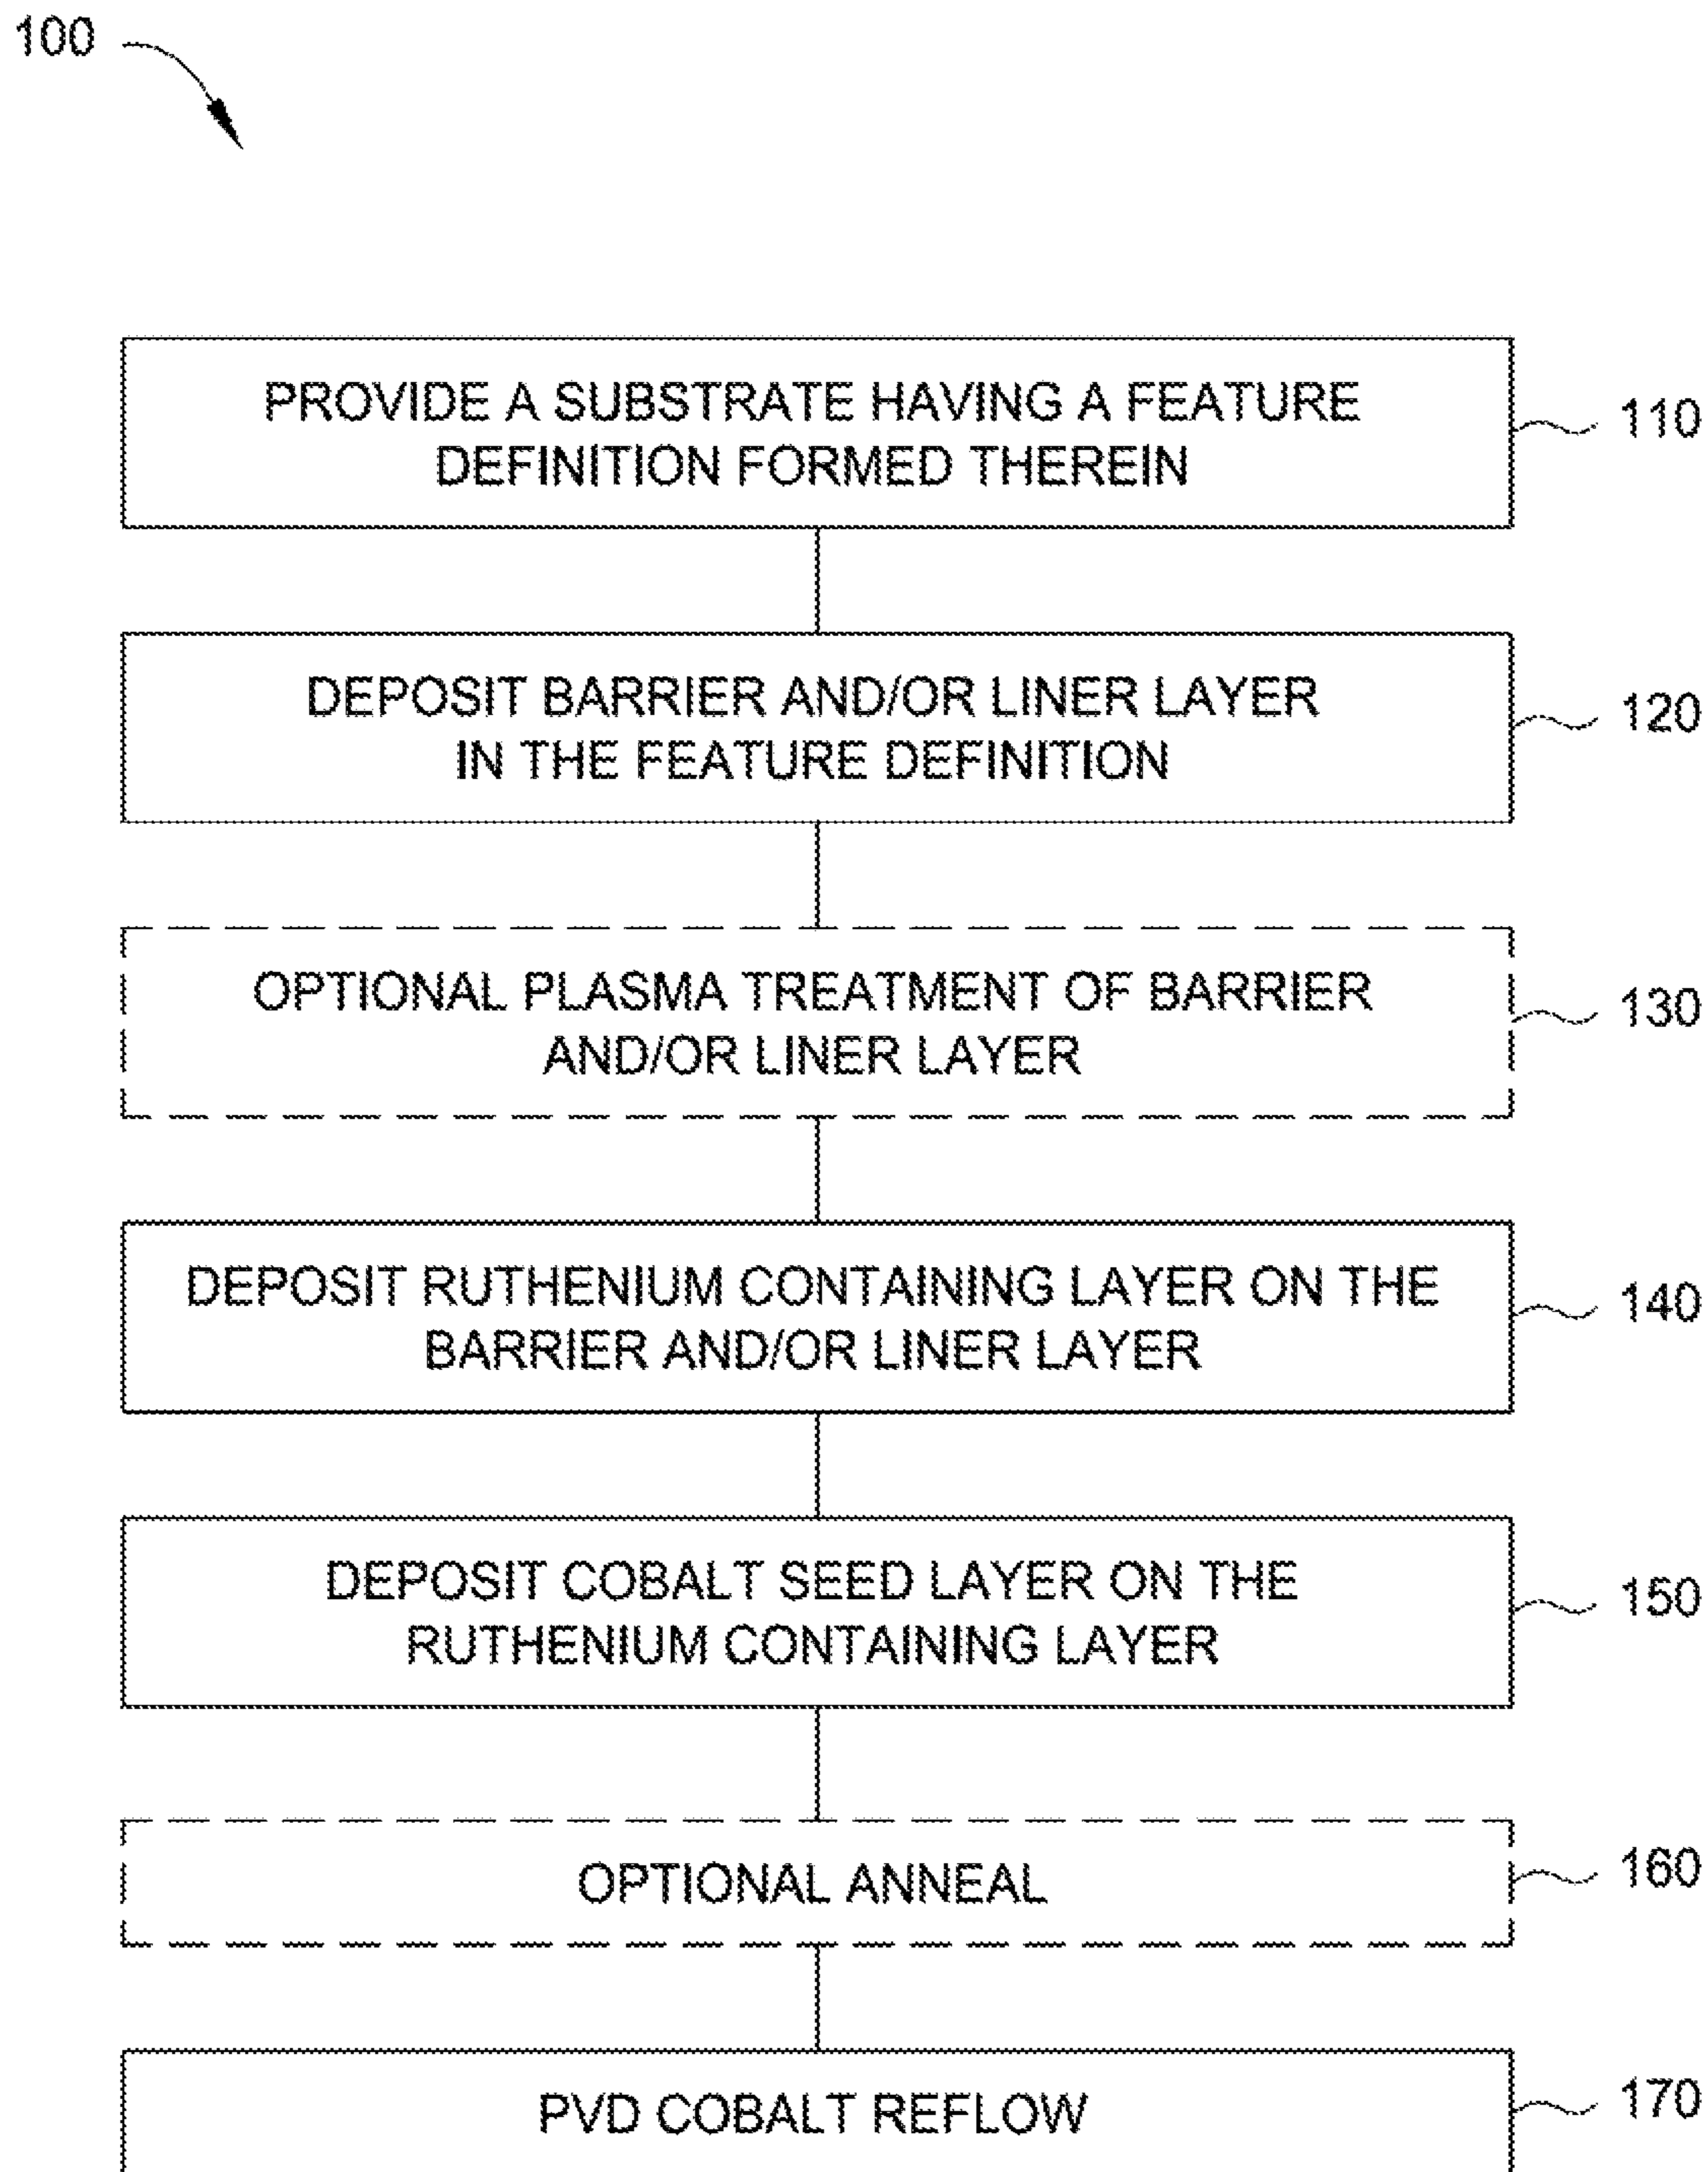 100
PROVIDE A SUBSTRATE HAVING A FEATURE
DEFINITION FORMED THEREIN
110
DEPOSIT BARRIER AND/OR LINER LAYER
IN THE FEATURE DEFINITION
120
OPTIONAL PLASMA TREATMENT OF BARRIER
AND/OR LINER LAYER
130
DEPOSIT RUTHENIUM CONTAINING LAYER ON THE
BARRIER AND/OR LINER LAYER
140
DEPOSIT COBALT SEED LAYER ON THE
RUTHENIUM CONTAINING LAYER
150
OPTIONAL ANNEAL
160
PVD COBALT REFLOW
170